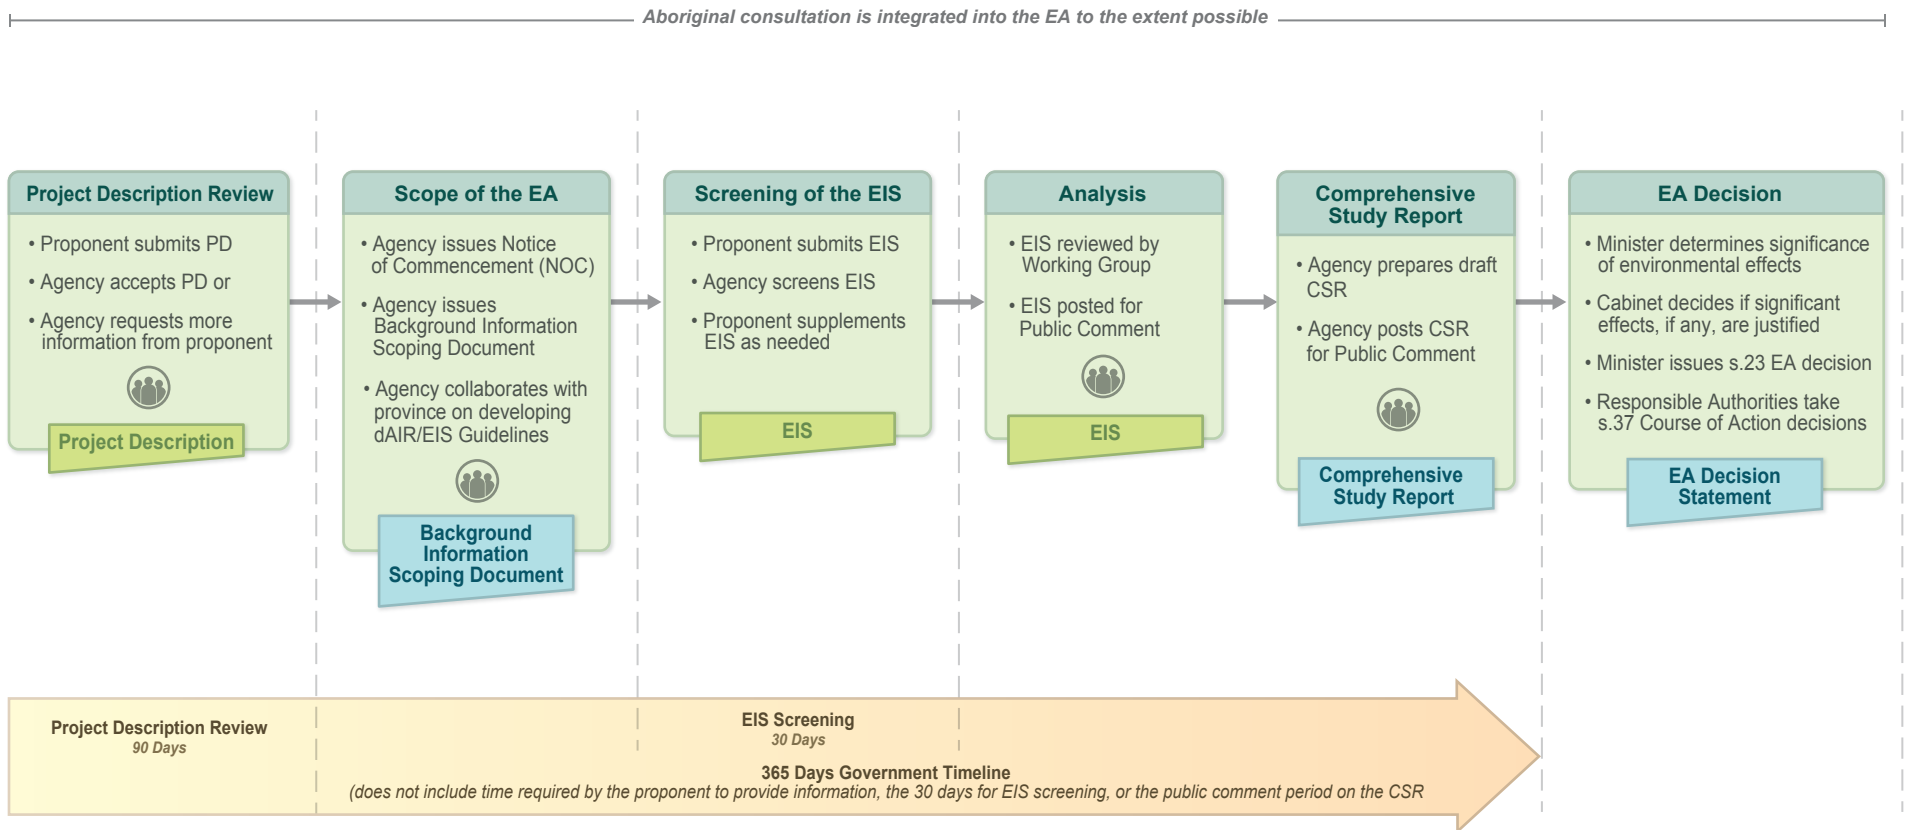 Aboriginal consultation is integrated into the EA to the extent possible
Project Description Review
• Proponent submits PD
• Agency accepts PD or
• Agency requests more
information from proponent
Project Description
Scope of the EA
• Agency issues Notice
of Commencement (NOC)
• Agency issues
Background Information
Scoping Document
• Agency collaborates with
province on developing
dAIR/EIS Guidelines
Background
Information
Scoping Document
Screening of the EIS
• Proponent submits EIS
• Agency screens EIS
• Proponent supplements
EIS as needed
EIS
Analysis
• EIS reviewed by
Working Group
• EIS posted for
Public Comment
EIS
Comprehensive
Study Report
• Agency prepares draft
CSR
• Agency posts CSR
for Public Comment
Comprehensive
Study Report
EA Decision
• Minister determines significance
of environmental effects
• Cabinet decides if significant
effects, if any, are justified
• Minister issues s.23 EA decision
• Responsible Authorities take
s.37 Course of Action decisions
EA Decision
Statement
Project Description Review
90 Days
EIS Screening
30 Days
365 Days Government Timeline
(does not include time required by the proponent to provide information, the 30 days for EIS screening, or the public comment period on the CSR